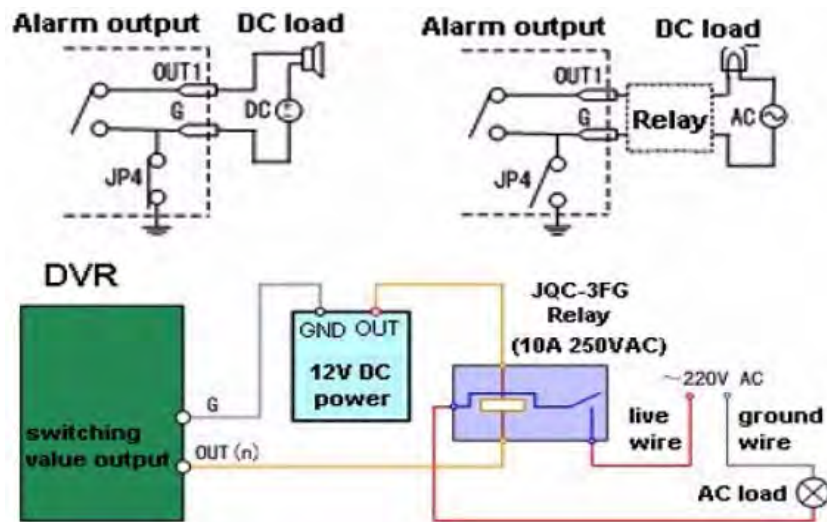 Alarm output
DC load
OUT1
G
DC
JP4
Alarm output
DC load
OUT1
G
Relay
AC
JP4
DVR
switching
value output
G
OUT (n)
GND OUT
12V DC
power
JQC-3FG
Relay
(10A 250VAC)
~220V AC
live
wire
ground
wire
AC load